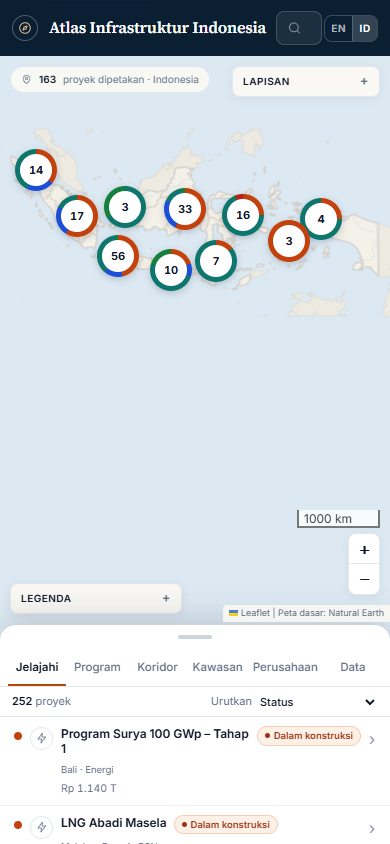 Atlas Infrastruktur Indonesia
EN ID
163 proyek dipetakan · Indonesia
LAPISAN +
14
17
3
33
16
4
3
56
10
7
1000 km
+
−
LEGENDA +
Leaflet | Peta dasar: Natural Earth
Jelajahi Program Koridor Kawasan Perusahaan Data
252 proyek Urutkan Status
Program Surya 100 GWp – Tahap 1 Dalam konstruksi
Bali · Energi
Rp 1.140 T
LNG Abadi Masela Dalam konstruksi